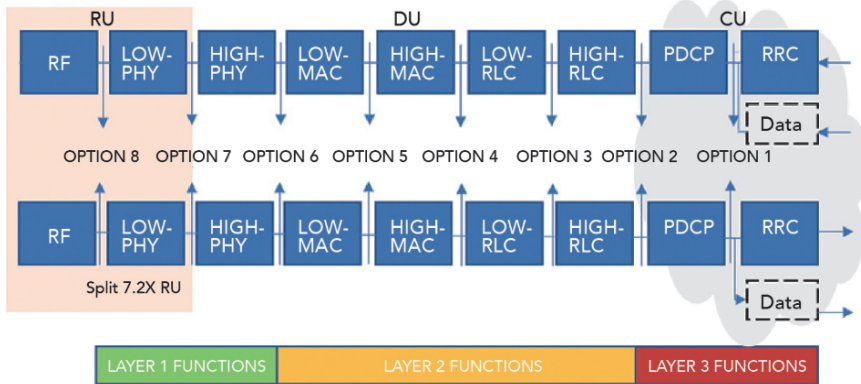 RU DU CU
RF LOW-PHY HIGH-PHY LOW-MAC HIGH-MAC LOW-RLC HIGH-RLC PDCP RRC
Data
OPTION 8 OPTION 7 OPTION 6 OPTION 5 OPTION 4 OPTION 3 OPTION 2 OPTION 1
RF LOW-PHY HIGH-PHY LOW-MAC HIGH-MAC LOW-RLC HIGH-RLC PDCP RRC
Split 7.2X RU
Data
LAYER 1 FUNCTIONS LAYER 2 FUNCTIONS LAYER 3 FUNCTIONS